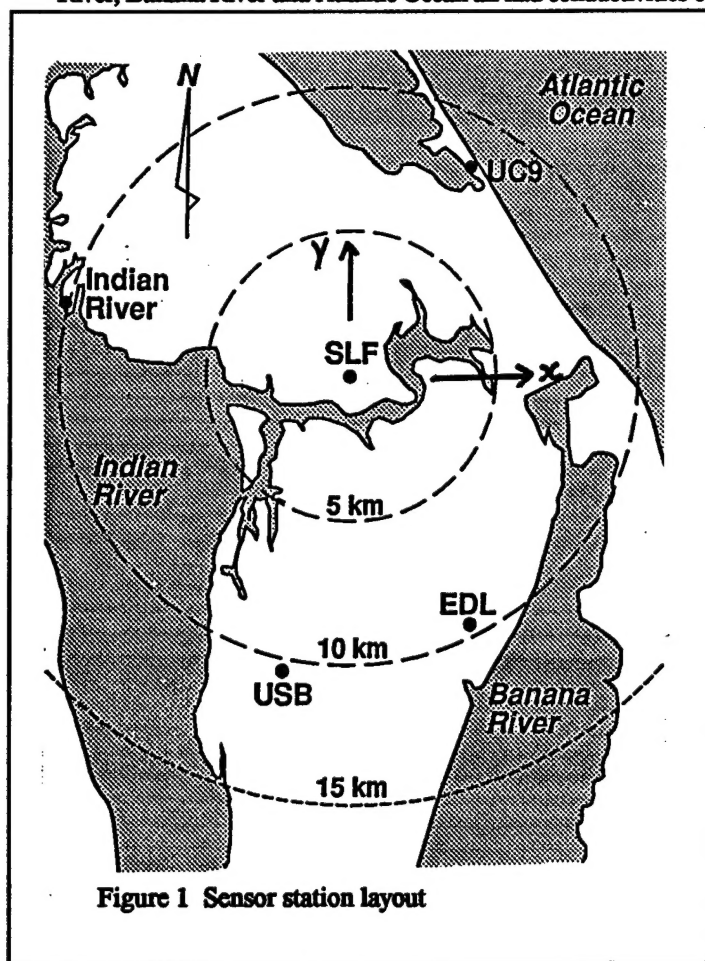 N
Atlantic
Ocean
UC9
Indian
River
y
SLF
x
Indian
River
5 km
EDL
10 km
USB
Banana
River
15 km
Figure 1 Sensor station layout